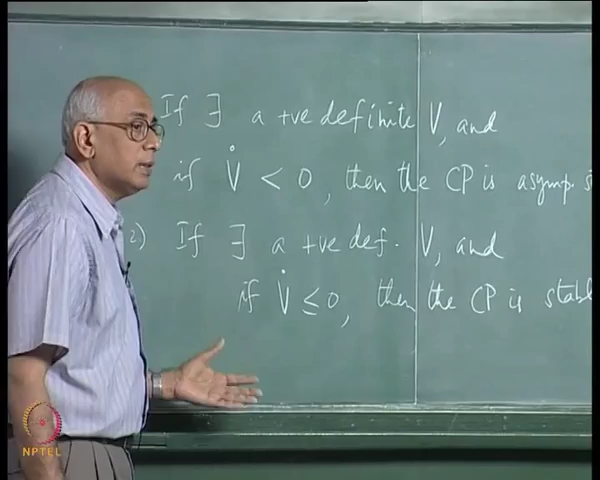 If ∃ a +ve definite V, and
if V̇ < 0, then the CP is asymp.
2) If ∃ a +ve def. V, and
if V̇ ≤ 0, then the CP is stabl
NPTEL